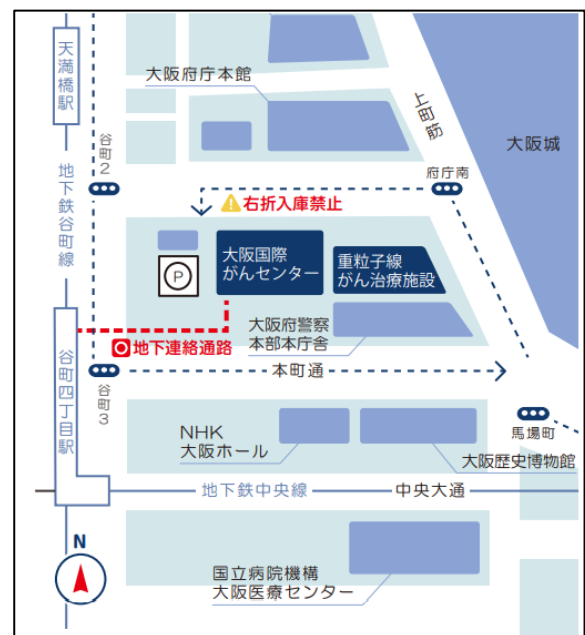 天満橋駅
大阪府庁本館
上町筋
大阪城
谷町2
府庁南
地下鉄谷町線
右折入庫禁止
大阪国際
がんセンター
重粒子線
がん治療施設
P
大阪府警察
本部本庁舎
地下連絡通路
本町通
谷町四丁目駅
谷町3
馬場町
NHK
大阪ホール
大阪歴史博物館
地下鉄中央線
中央大通
N
国立病院機構
大阪医療センター